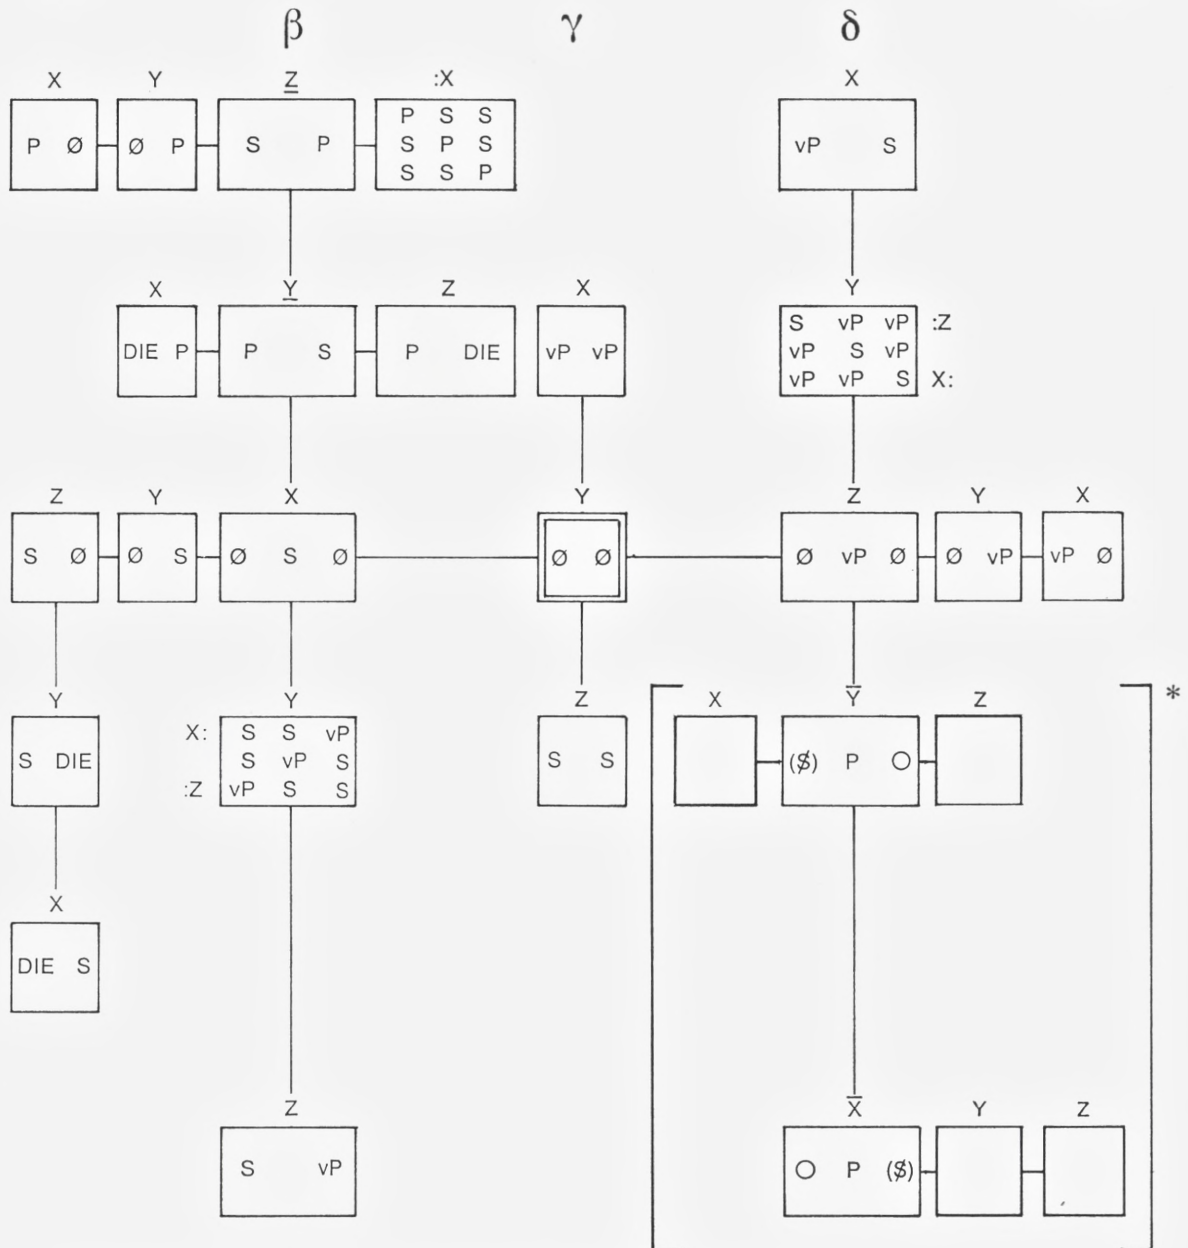 β γ δ
X Y Z :X X
P Ø Ø P S P P S S vP S
S P S
S S P
X Y Z X Y
DIE P P S P DIE vP vP S vP vP :Z
vP S vP
vP vP S X:
Z Y X Y Z Y X
S Ø Ø S Ø S Ø Ø Ø Ø vP Ø Ø vP vP Ø
Y Y Z X Y̅ Z *
S DIE X: S S vP S S ($) P O
S vP S
:Z vP S S
X
DIE S
Z X̅ Y Z
S vP O P ($)